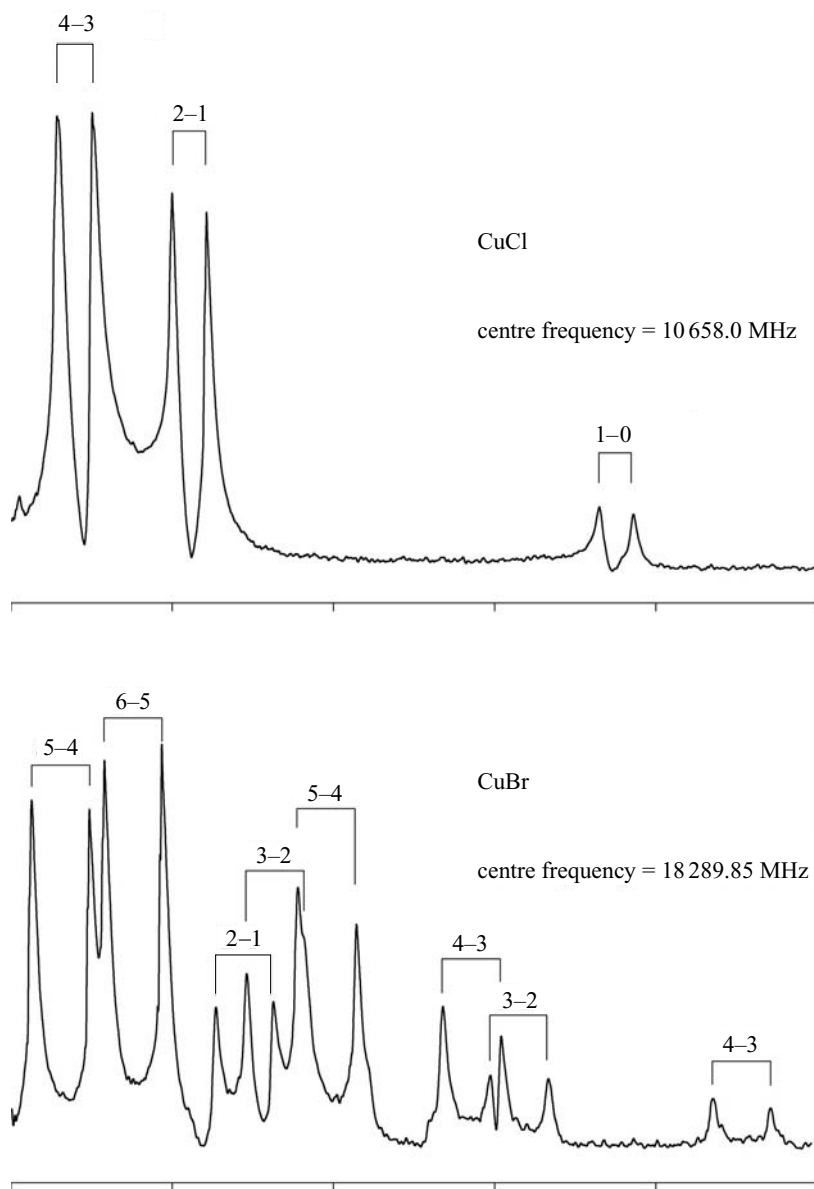 4–3
2–1
CuCl
centre frequency = 10 658.0 MHz
1–0
6–5
5–4
CuBr
5–4
centre frequency = 18 289.85 MHz
3–2
2–1
4–3
3–2
4–3